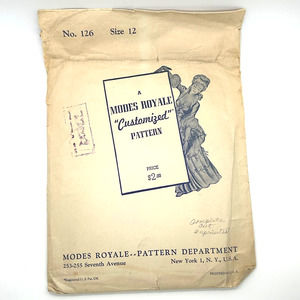 No. 126 Size 12
A
MODES ROYALE
"Customized"
PATTERN
PRICE
$2.00
Complete
MODES ROYALE--PATTERN DEPARTMENT
253-255 Seventh Avenue New York 1, N. Y., U.S.A.